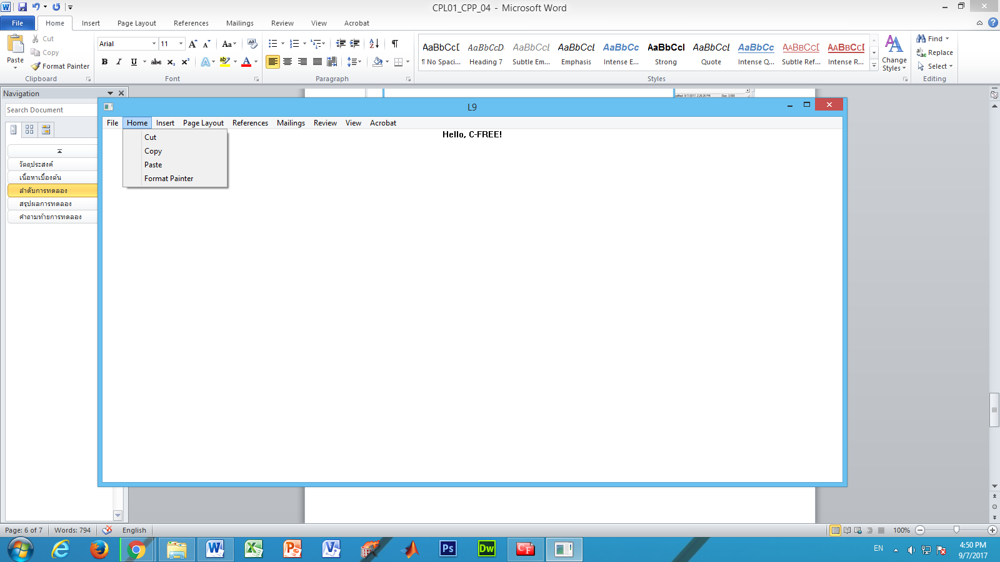 CPL01_CPP_04 - Microsoft Word
File Home Insert Page Layout References Mailings Review View Acrobat
Paste Cut Copy Format Painter
Arial 11
AaBbCcD AaBbCcD AaBbCcL AaBbCcL AaBbCc AaBbCcI AaBbCcL AaBbCc AABBCCD AABBCCD
¶ No Spaci... Heading 7 Subtle Em... Emphasis Intense E... Strong Quote Intense Q... Subtle Ref... Intense R...
Change Styles
Find
Replace
Select
Clipboard Font Paragraph Styles Editing
Navigation
Search Document
วัตถุประสงค์
เนื้อหาเบื้องต้น
ลำดับการทดลอง
สรุปผลการทดลอง
คำถามท้ายการทดลอง
L9
File Home Insert Page Layout References Mailings Review View Acrobat
Cut
Copy
Paste
Format Painter
Hello, C-FREE!
Page: 6 of 7 Words: 794 English 100%
EN 4:50 PM
9/7/2017